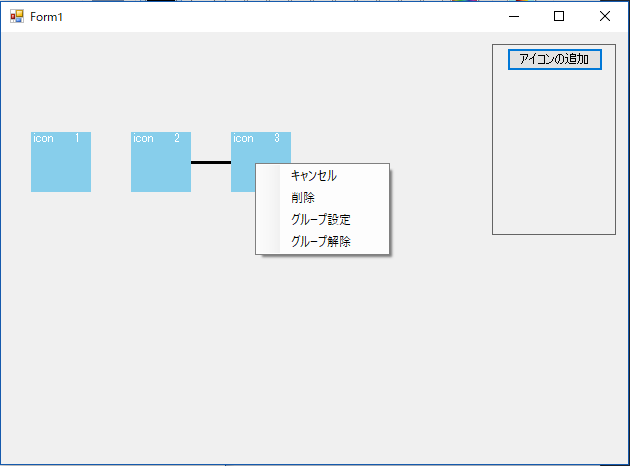 Form1
アイコンの追加
icon 1
icon 2
icon 3
キャンセル
削除
グループ設定
グループ解除